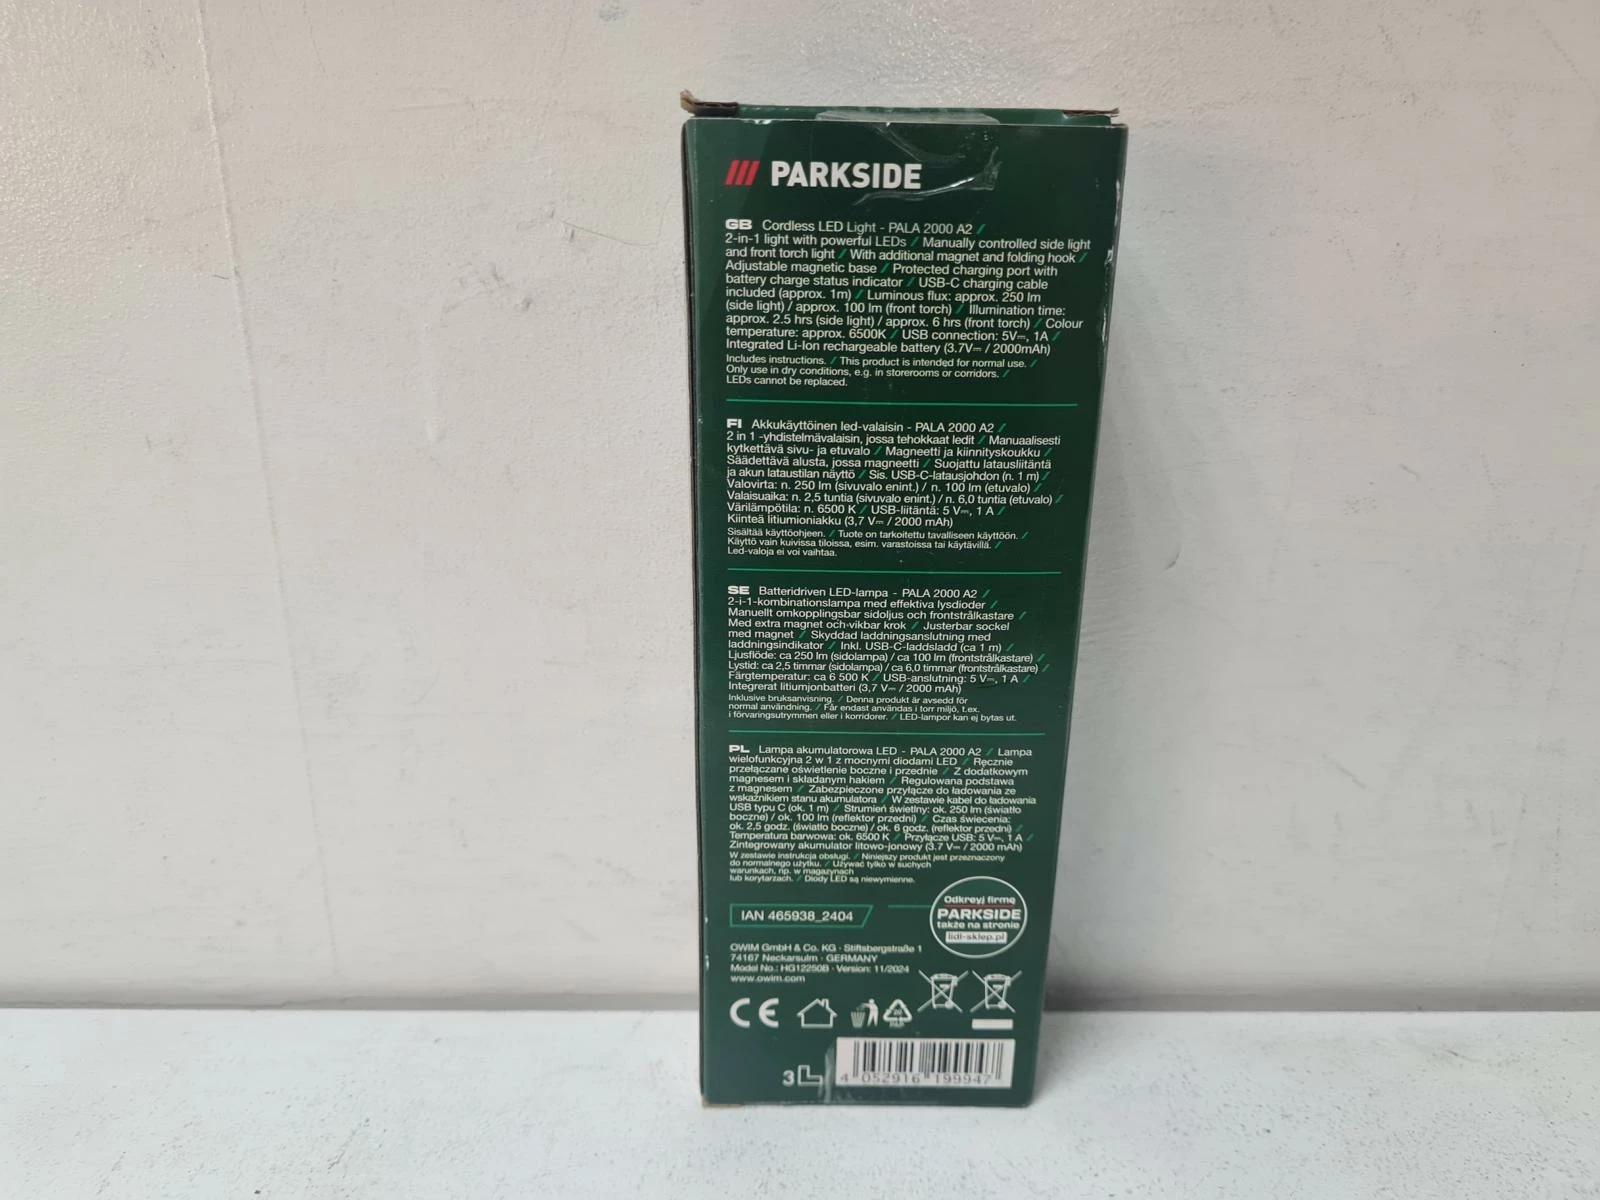 PARKSIDE
GB Cordless LED Light - PALA 2000 A2 /
2-in-1 light with powerful LEDs / Manually controlled side light
and front torch light / With additional magnet and folding hook /
Adjustable magnetic base / Protected charging port with
battery charge status indicator / USB-C charging cable
included (approx. 1m) / Luminous flux: approx. 250 lm
(side light) / approx. 100 lm (front torch) / Illumination time:
approx. 2.5 hrs (side light) / approx. 6 hrs (front torch) / Colour
temperature: approx. 6500K / USB connection: 5V⎓, 1A /
Integrated Li-Ion rechargeable battery (3.7V⎓ / 2000mAh)
Includes instructions. / This product is intended for normal use. /
Only use in dry conditions, e.g. in storerooms or corridors. /
LEDs cannot be replaced.
FI Akkukäyttöinen led-valaisin - PALA 2000 A2 /
2 in 1 -yhdistelmävalaisin, jossa tehokkaat ledit / Manuaalisesti
kytkettävä sivu- ja etuvalo / Magneetti ja kiinnityskoukku /
Säädettävä alusta, jossa magneetti / Suojattu latausliitäntä
ja akun lataustilan näyttö / Sis. USB-C-latausjohdon (n. 1 m) /
Valovirta: n. 250 lm (sivuvalo enint.) / n. 100 lm (etuvalo) /
Valaisuaika: n. 2,5 tuntia (sivuvalo enint.) / n. 6,0 tuntia (etuvalo) /
Värilämpötila: n. 6500 K / USB-liitäntä: 5 V⎓, 1 A /
Kiinteä litiumioniakku (3,7 V⎓ / 2000 mAh)
Sisältää käyttöohjeen. / Tuote on tarkoitettu tavalliseen käyttöön. /
Käyttö vain kuivissa tiloissa, esim. varastoissa tai käytävillä. /
Led-valoja ei voi vaihtaa.
SE Batteridriven LED-lampa - PALA 2000 A2 /
2-i-1-kombinationslampa med effektiva lysdioder /
Manuellt omkopplingsbar sidoljus och frontstrålkastare /
Med extra magnet och vikbar krok / Justerbar sockel
med magnet / Skyddad laddningsanslutning med
laddningsindikator / Inkl. USB-C-laddsladd (ca 1 m) /
Ljusflöde: ca 250 lm (sidolampa) / ca 100 lm (frontstrålkastare) /
Lystid: ca 2,5 timmar (sidolampa) / ca 6,0 timmar (frontstrålkastare) /
Färgtemperatur: ca 6 500 K / USB-anslutning: 5 V⎓, 1 A /
Integrerat litiumjonbatteri (3,7 V⎓ / 2000 mAh)
Inklusive bruksanvisning. / Denna produkt är avsedd för
normal användning. / Får endast användas i torr miljö, t.ex.
i förvaringsutrymmen eller i korridorer. / LED-lampor kan ej bytas ut.
PL Lampa akumulatorowa LED - PALA 2000 A2 / Lampa
wielofunkcyjna 2 w 1 z mocnymi diodami LED / Ręcznie
przełączane oświetlenie boczne i przednie / Z dodatkowym
magnesem i składanym hakiem / Regulowana podstawa
z magnesem / Zabezpieczone przyłącze do ładowania ze
wskaźnikiem stanu akumulatora / W zestawie kabel do ładowania
USB typu C (ok. 1 m) / Strumień świetlny: ok. 250 lm (światło
boczne) / ok. 100 lm (reflektor przedni) / Czas świecenia:
ok. 2,5 godz. (światło boczne) / ok. 6 godz. (reflektor przedni) /
Temperatura barwowa: ok. 6500 K / Przyłącze USB: 5 V⎓, 1 A /
Zintegrowany akumulator litowo-jonowy (3.7 V⎓ / 2000 mAh)
W zestawie instrukcja obsługi. / Niniejszy produkt jest przeznaczony
do normalnego użytku. / Używać tylko w suchych
warunkach, np. w magazynach
lub korytarzach. / Diody LED są niewymienne.
Odkryj firmę
PARKSIDE
także na stronie
lidl-sklep.pl
IAN 465938_2404
OWIM GmbH & Co. KG · Stiftsbergstraße 1
74167 Neckarsulm · GERMANY
Model No.: HG12250B · Version: 11/2024
www.owim.com
CE
20
PAP
3
4 052916 199947